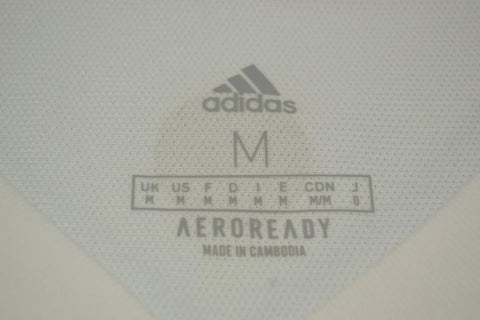 adidas
M
UK US F D I E CDN J
M M M M M M M/M O
AEROREADY
MADE IN CAMBODIA